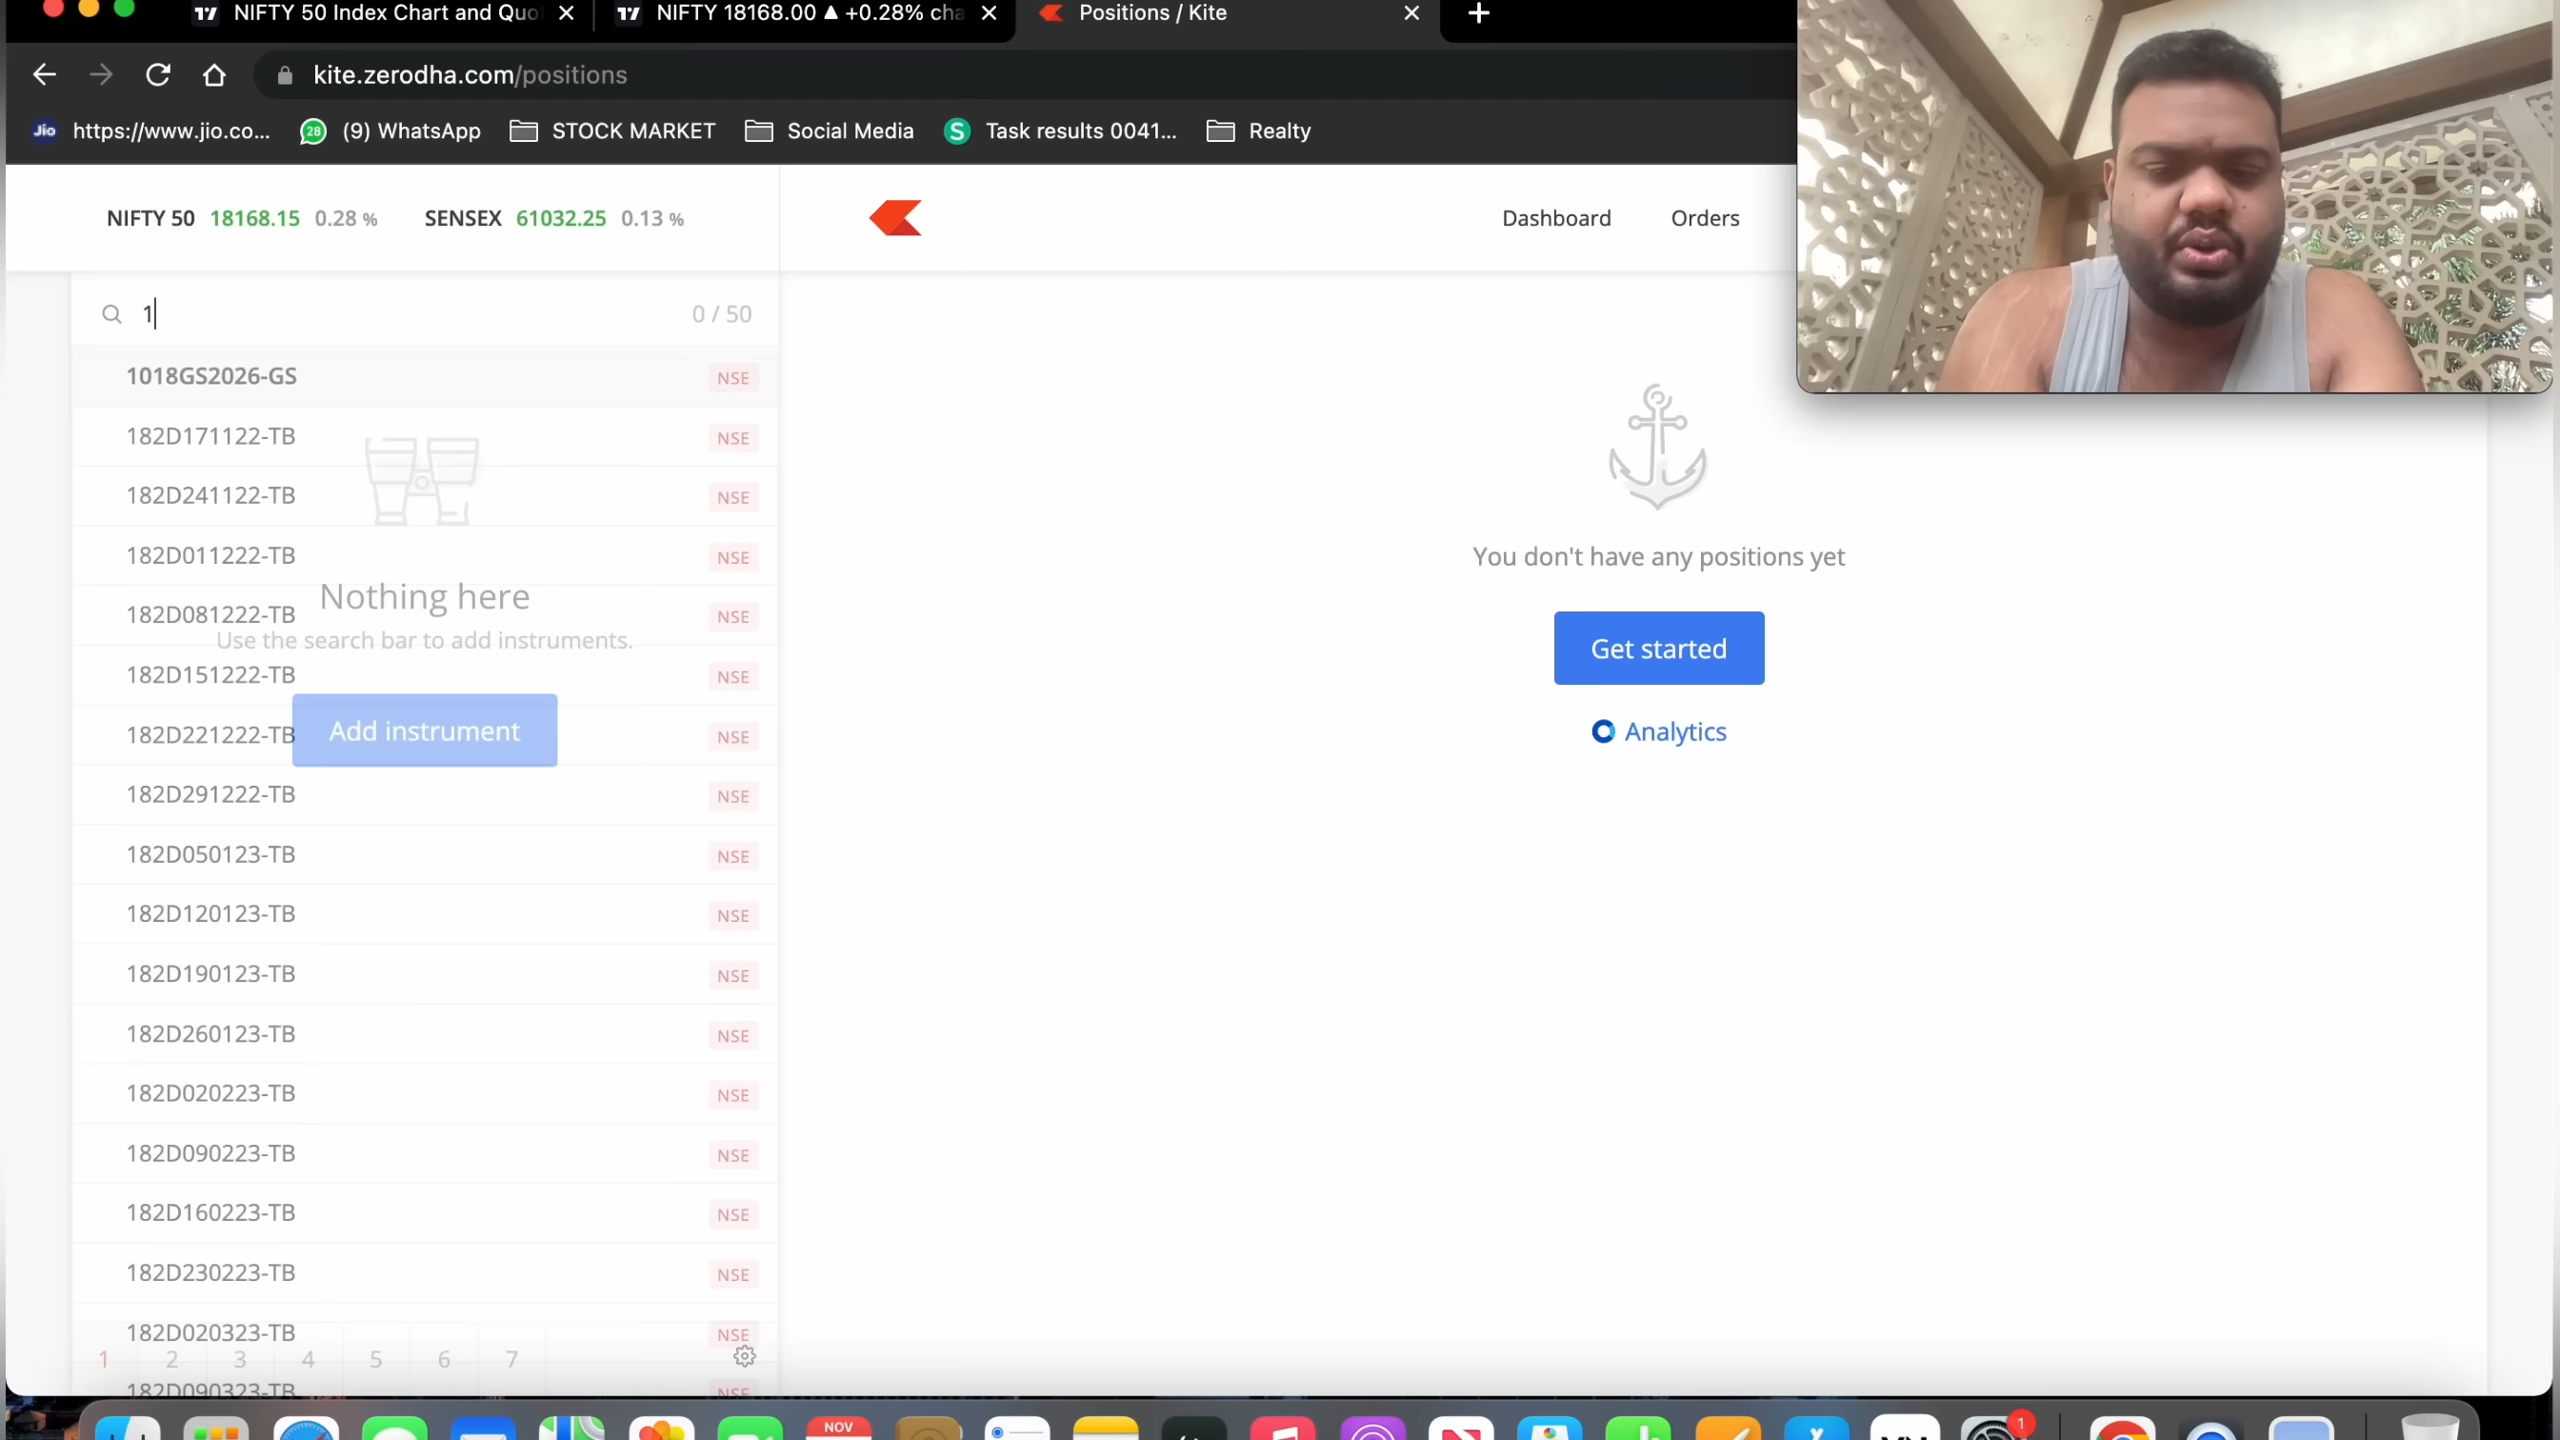 NIFTY 50 Index Chart and Quo
NIFTY 18168.00 ▲ +0.28% cha
Positions / Kite
kite.zerodha.com/positions
Jio https://www.jio.co...
28 (9) WhatsApp
STOCK MARKET
Social Media
S Task results 0041...
Realty
NIFTY 50 18168.15 0.28 %
SENSEX 61032.25 0.13 %
Dashboard
Orders
1
0 / 50
1018GS2026-GS NSE
182D171122-TB NSE
182D241122-TB NSE
182D011222-TB NSE
Nothing here
182D081222-TB NSE
Use the search bar to add instruments.
182D151222-TB NSE
182D221222-TB NSE
Add instrument
182D291222-TB NSE
182D050123-TB NSE
182D120123-TB NSE
182D190123-TB NSE
182D260123-TB NSE
182D020223-TB NSE
182D090223-TB NSE
182D160223-TB NSE
182D230223-TB NSE
182D020323-TB NSE
1 2 3 4 5 6 7
182D090323-TB NSE
You don't have any positions yet
Get started
Analytics
NOV
1